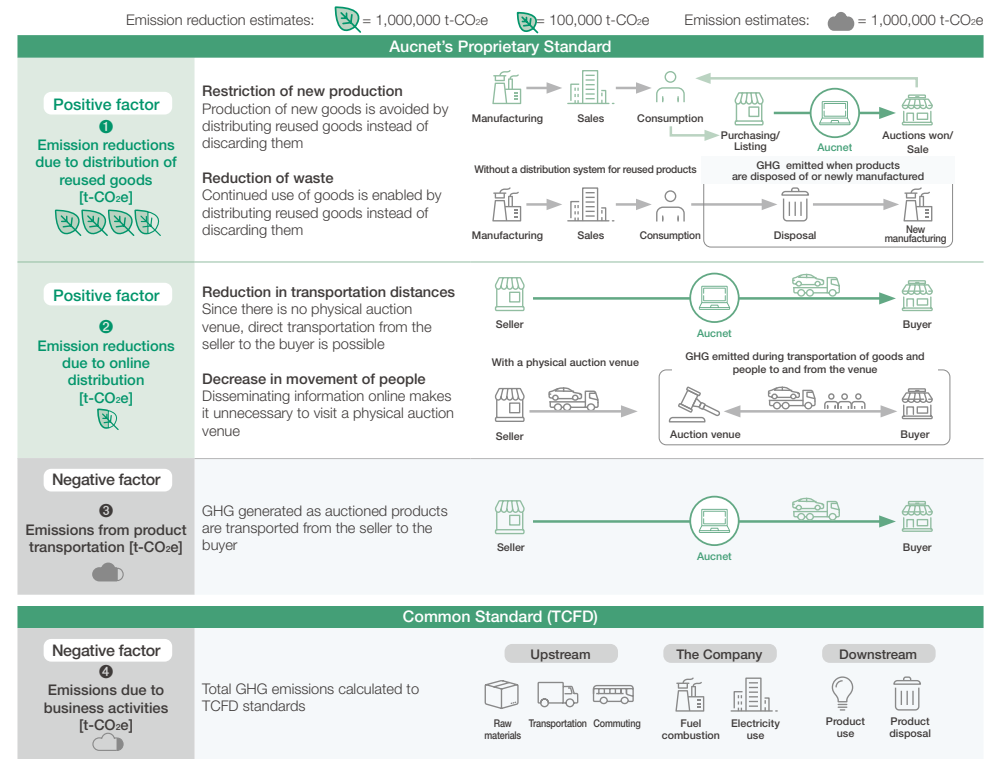 Emission reduction estimates: = 1,000,000 t-CO2e = 100,000 t-CO2e Emission estimates: = 1,000,000 t-CO2e
Aucnet's Proprietary Standard
Positive factor
❶
Emission reductions
due to distribution of
reused goods
[t-CO2e]
Restriction of new production
Production of new goods is avoided by
distributing reused goods instead of
discarding them
Reduction of waste
Continued use of goods is enabled by
distributing reused goods instead of
discarding them
Manufacturing Sales Consumption
Purchasing/
Listing
Aucnet
Auctions won/
Sale
Without a distribution system for reused products
GHG emitted when products
are disposed of or newly manufactured
Manufacturing Sales Consumption Disposal
New
manufacturing
Positive factor
❷
Emission reductions
due to online
distribution
[t-CO2e]
Reduction in transportation distances
Since there is no physical auction
venue, direct transportation from the
seller to the buyer is possible
Decrease in movement of people
Disseminating information online makes
it unnecessary to visit a physical auction
venue
Seller
Aucnet
Buyer
With a physical auction venue
GHG emitted during transportation of goods and
people to and from the venue
Seller
Auction venue
Buyer
Negative factor
❸
Emissions from product
transportation [t-CO2e]
GHG generated as auctioned products
are transported from the seller to the
buyer
Seller
Aucnet
Buyer
Common Standard (TCFD)
Negative factor
❹
Emissions due to
business activities
[t-CO2e]
Total GHG emissions calculated to
TCFD standards
Upstream
Raw
materials
Transportation
Commuting
The Company
Fuel
combustion
Electricity
use
Downstream
Product
use
Product
disposal